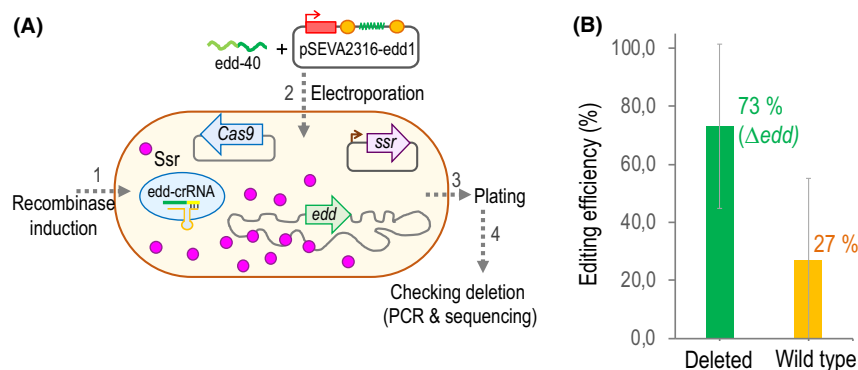 (A)
edd-40
+
pSEVA2316-edd1
2 Electroporation
Cas9
ssr
Ssr
1
Recombinase
induction
edd-crRNA
edd
3
Plating
4
Checking deletion
(PCR & sequencing)
(B)
Editing efficiency (%)
100,0
80,0
60,0
40,0
20,0
0,0
73 %
(Δedd)
27 %
Deleted
Wild type